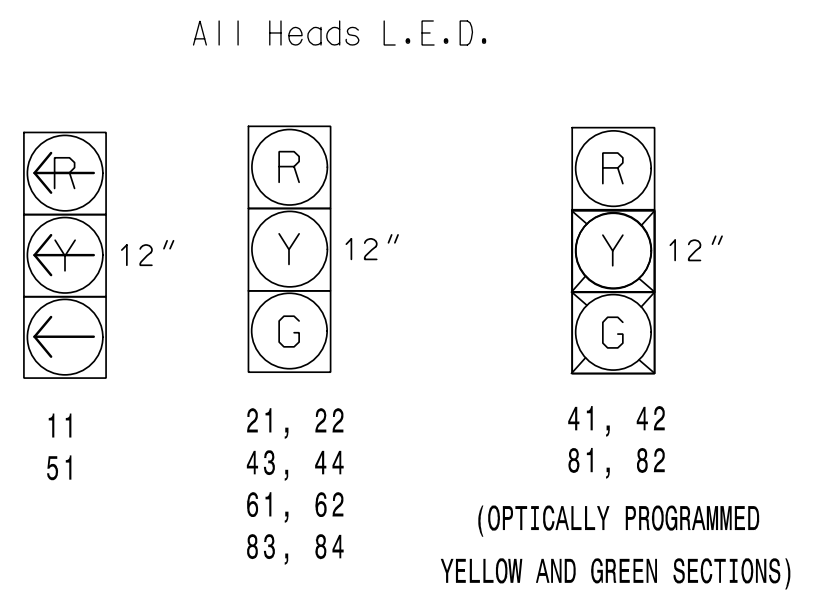 All Heads L.E.D.
R
Y
12"
11
51
R
Y
G
12"
21, 22
43, 44
61, 62
83, 84
R
Y
G
12"
41, 42
81, 82
(OPTICALLY PROGRAMMED
YELLOW AND GREEN SECTIONS)